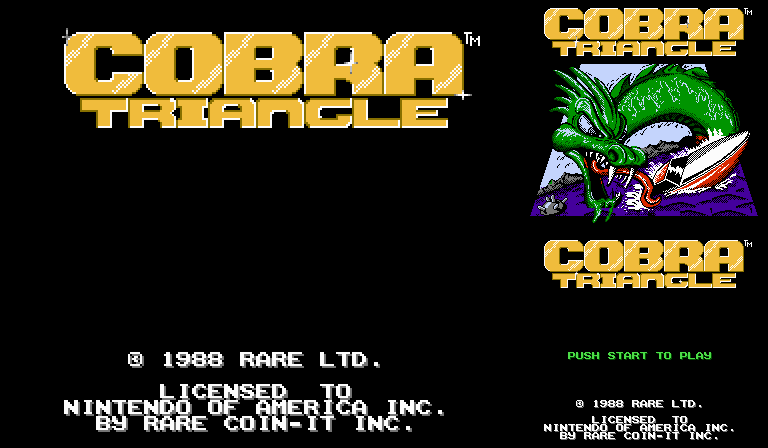 COBRA™
TRIANGLE
® 1988 RARE LTD.
LICENSED TO
NINTENDO OF AMERICA INC.
BY RARE COIN-IT INC.
COBRA™
TRIANGLE
COBRA™
TRIANGLE
PUSH START TO PLAY
® 1988 RARE LTD.
LICENSED TO
NINTENDO OF AMERICA INC.
BY RARE COIN-IT INC.